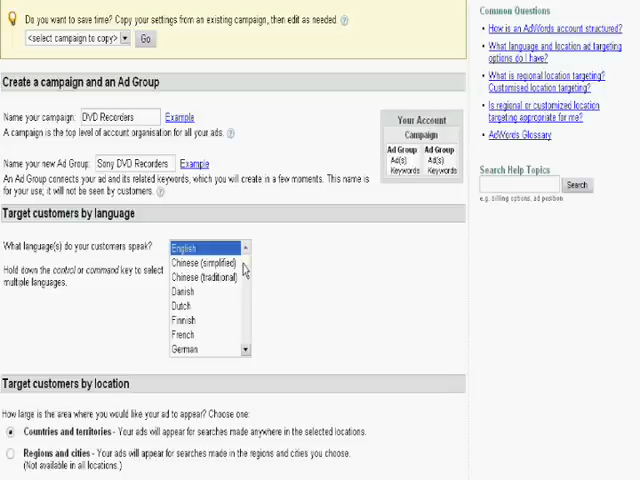 Do you want to save time? Copy your settings from an existing campaign, then edit as needed. ?
<select campaign to copy> Go
Create a campaign and an Ad Group
Name your campaign: DVD Recorders Example
A campaign is the top level of account organisation for all your ads. ?
Name your new Ad Group: Sony DVD Recorders Example
An Ad Group connects your ad and its related keywords, which you will create in a few moments. This name is
for your use; it will not be seen by customers. ?
Your Account
Campaign
Ad Group Ad Group
Ad(s) Ad(s)
Keywords Keywords
Target customers by language
What language(s) do your customers speak?
Hold down the control or command key to select
multiple languages.
English
Chinese (simplified)
Chinese (traditional)
Danish
Dutch
Finnish
French
German
Target customers by location
How large is the area where you would like your ad to appear? Choose one:
Countries and territories - Your ads will appear for searches made anywhere in the selected locations.
Regions and cities - Your ads will appear for searches made in the regions and cities you choose.
(Not available in all locations.)
Common Questions
How is an AdWords account structured?
What language and location ad targeting
options do I have?
What is regional location targeting?
Customised location targeting?
Is regional or customized location
targeting appropriate for me?
AdWords Glossary
Search Help Topics
Search
e.g. billing options, ad position